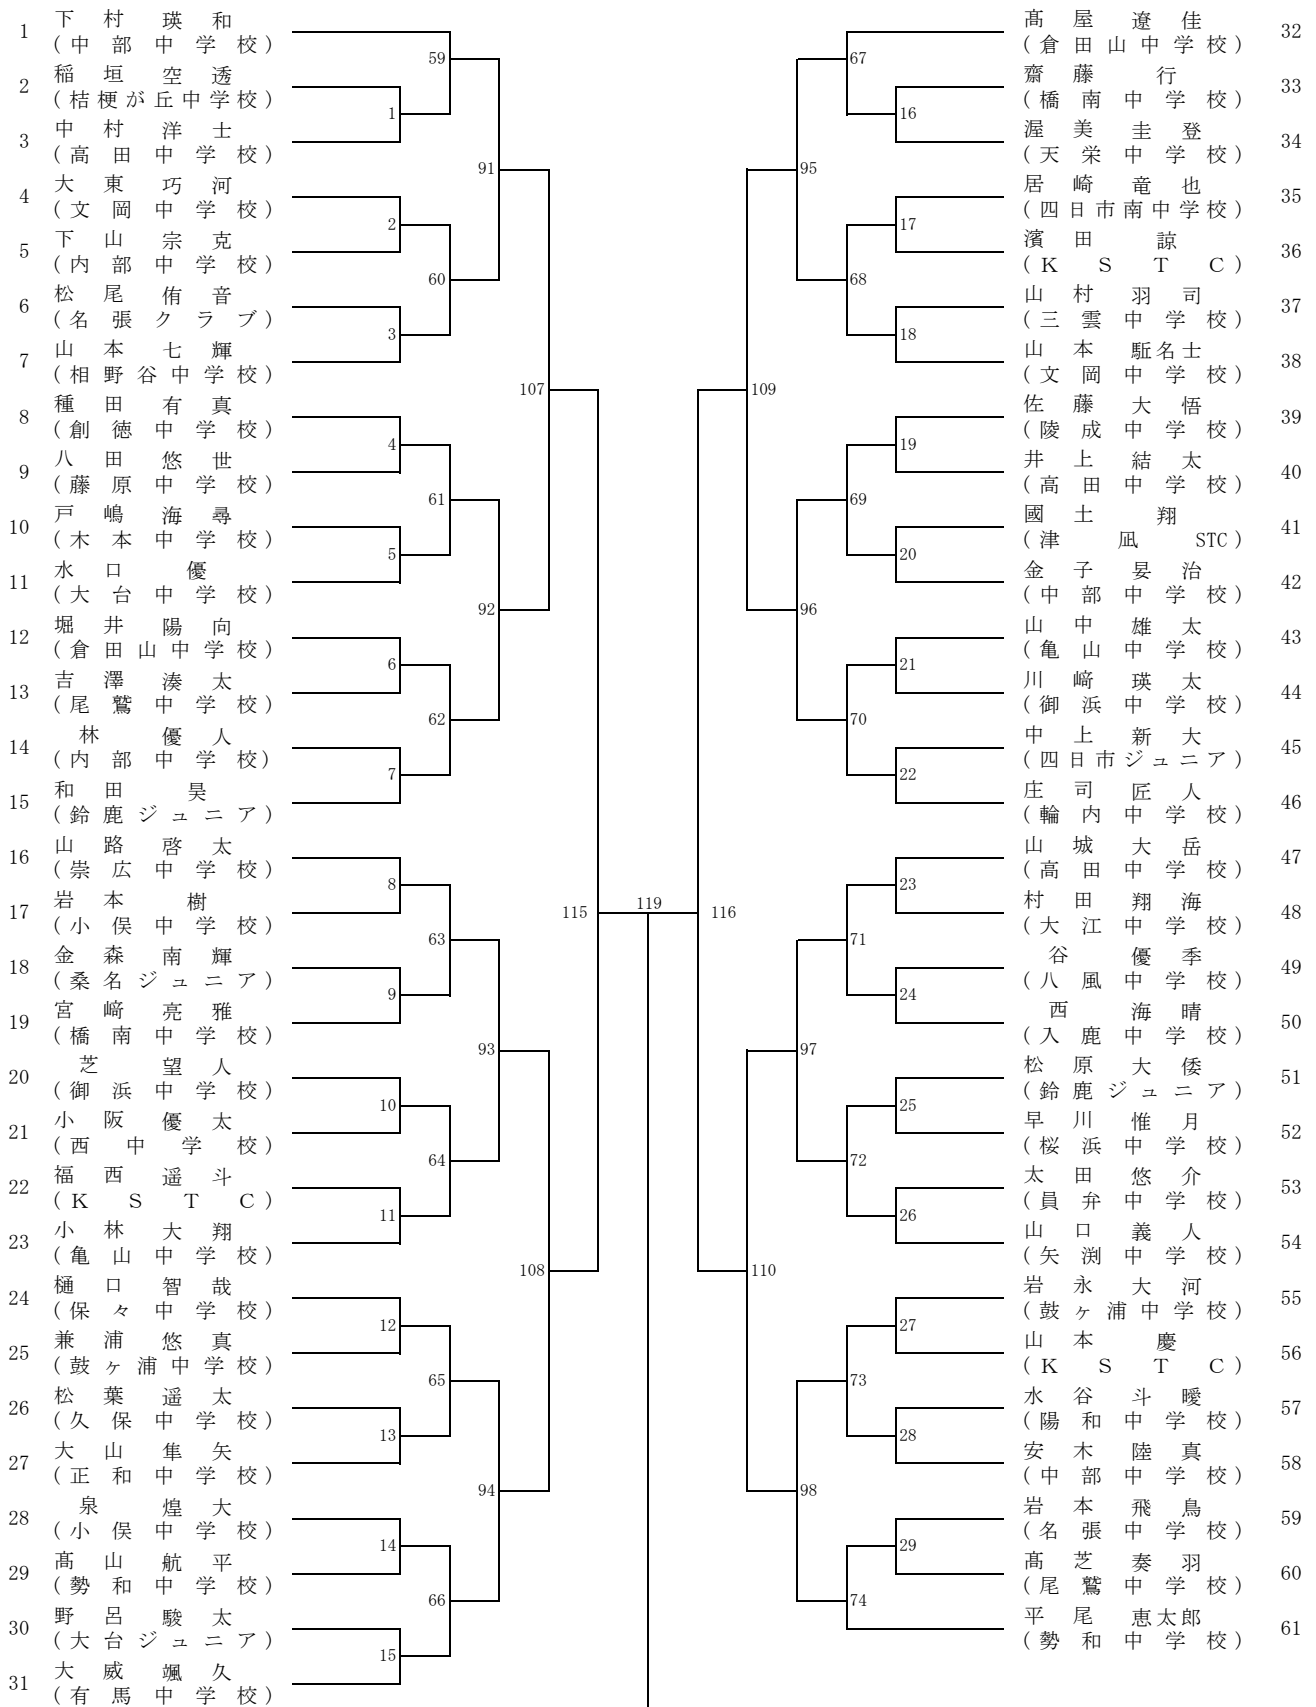 1 下村 瑛和
(中部中学校)
2 稲垣 空透
(桔梗が丘中学校)
3 中村 洋士
(高田中学校)
4 大東 巧河
(文岡中学校)
5 下山 宗克
(内部中学校)
6 松尾 侑音
(名張クラブ)
7 山本 七輝
(相野谷中学校)
8 種田 有真
(創徳中学校)
9 八田 悠世
(藤原中学校)
10 戸嶋 海尋
(木本中学校)
11 水口 優
(大台中学校)
12 堀井 陽向
(倉田山中学校)
13 吉澤 湊太
(尾鷲中学校)
14 林 優人
(内部中学校)
15 和田 昊
(鈴鹿ジュニア)
16 山路 啓太
(崇広中学校)
17 岩本 樹
(小俣中学校)
18 金森 南輝
(桑名ジュニア)
19 宮﨑 亮雅
(橋南中学校)
20 芝 望人
(御浜中学校)
21 小阪 優太
(西中学校)
22 福西 遥斗
(KSTC)
23 小林 大翔
(亀山中学校)
24 樋口 智哉
(保々中学校)
25 兼浦 悠真
(鼓ヶ浦中学校)
26 松葉 遥太
(久保中学校)
27 大山 隼矢
(正和中学校)
28 泉 煌大
(小俣中学校)
29 髙山 航平
(勢和中学校)
30 野呂 駿太
(大台ジュニア)
31 大威 颯久
(有馬中学校)
1
2
3
4
5
6
7
8
9
10
11
12
13
14
15
59
60
61
62
63
64
65
66
91
92
93
94
107
108
115
119
116
109
110
95
96
97
98
67
68
69
70
71
72
73
74
16
17
18
19
20
21
22
23
24
25
26
27
28
29
髙屋 遼佳 32
(倉田山中学校)
齋藤 行 33
(橋南中学校)
渥美 圭登 34
(天栄中学校)
居崎 竜也 35
(四日市南中学校)
濱田 諒 36
(KSTC)
山村 羽司 37
(三雲中学校)
山本 駈名士 38
(文岡中学校)
佐藤 大悟 39
(陵成中学校)
井上 結太 40
(高田中学校)
國土 翔 41
(津凪STC)
金子 晏治 42
(中部中学校)
山中 雄太 43
(亀山中学校)
川﨑 瑛太 44
(御浜中学校)
中上 新大 45
(四日市ジュニア)
庄司 匠人 46
(輪内中学校)
山城 大岳 47
(高田中学校)
村田 翔海 48
(大江中学校)
谷 優季 49
(八風中学校)
西 海晴 50
(入鹿中学校)
松原 大倭 51
(鈴鹿ジュニア)
早川 惟月 52
(桜浜中学校)
太田 悠介 53
(員弁中学校)
山口 義人 54
(矢渕中学校)
岩永 大河 55
(鼓ヶ浦中学校)
山本 慶 56
(KSTC)
水谷 斗曖 57
(陽和中学校)
安木 陸真 58
(中部中学校)
岩本 飛鳥 59
(名張中学校)
髙芝 奏羽 60
(尾鷲中学校)
平尾 恵太郎 61
(勢和中学校)